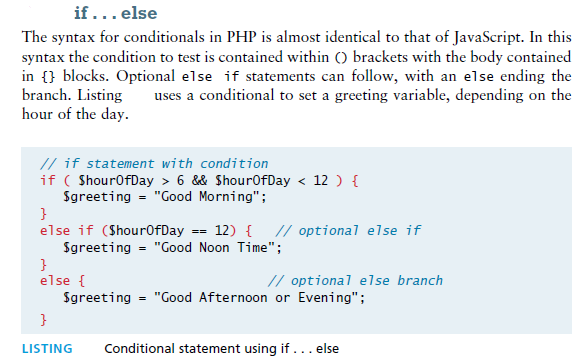 if . . . else
The syntax for conditionals in PHP is almost identical to that of JavaScript. In this
syntax the condition to test is contained within () brackets with the body contained
in {} blocks. Optional else if statements can follow, with an else ending the
branch. Listing uses a conditional to set a greeting variable, depending on the
hour of the day.
// if statement with condition
if ( $hourOfDay > 6 && $hourOfDay < 12 ) {
$greeting = "Good Morning";
}
else if ($hourOfDay == 12) { // optional else if
$greeting = "Good Noon Time";
}
else { // optional else branch
$greeting = "Good Afternoon or Evening";
}
LISTING Conditional statement using if . . . else